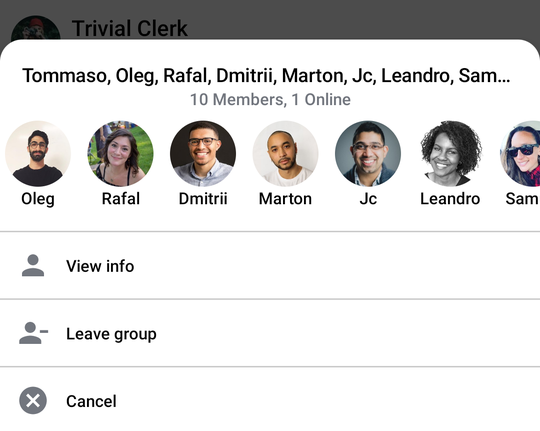 Trivial Clerk
Tommaso, Oleg, Rafal, Dmitrii, Marton, Jc, Leandro, Sam...
10 Members, 1 Online
Oleg Rafal Dmitrii Marton Jc Leandro Sam
View info
Leave group
Cancel